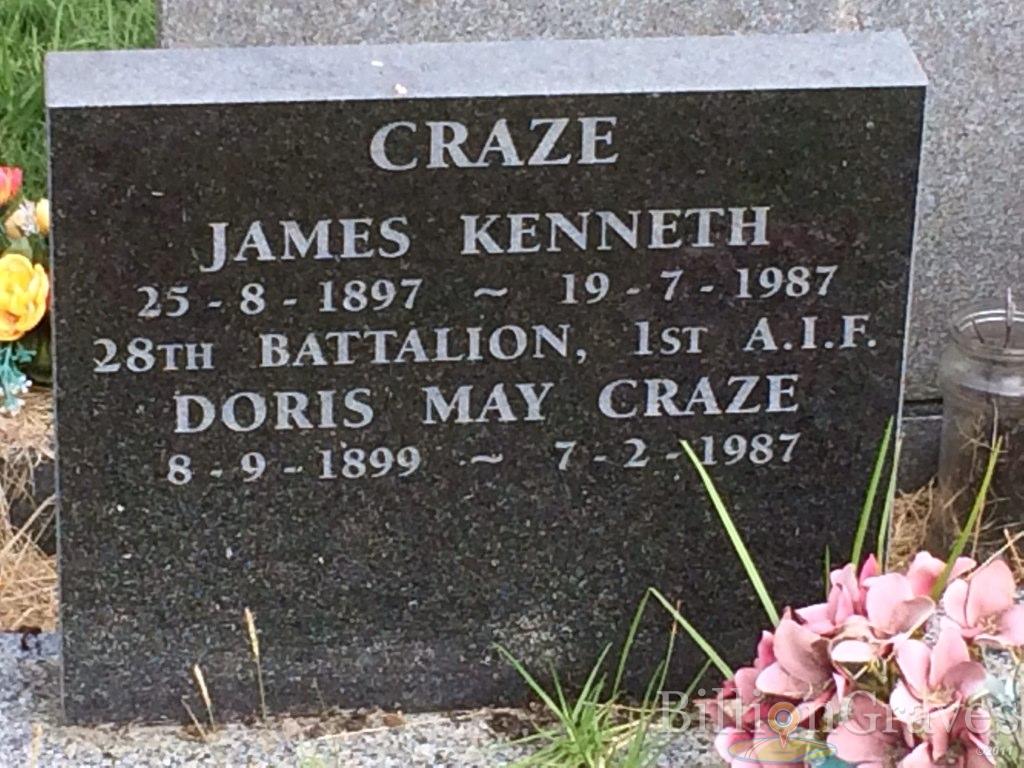 CRAZE
JAMES KENNETH
25 - 8 - 1897 ~ 19 - 7 - 1987
28TH BATTALION, 1ST A.I.F.
DORIS MAY CRAZE
8 - 9 - 1899 ~ 7 - 2 - 1987
BillionGraves
©2011